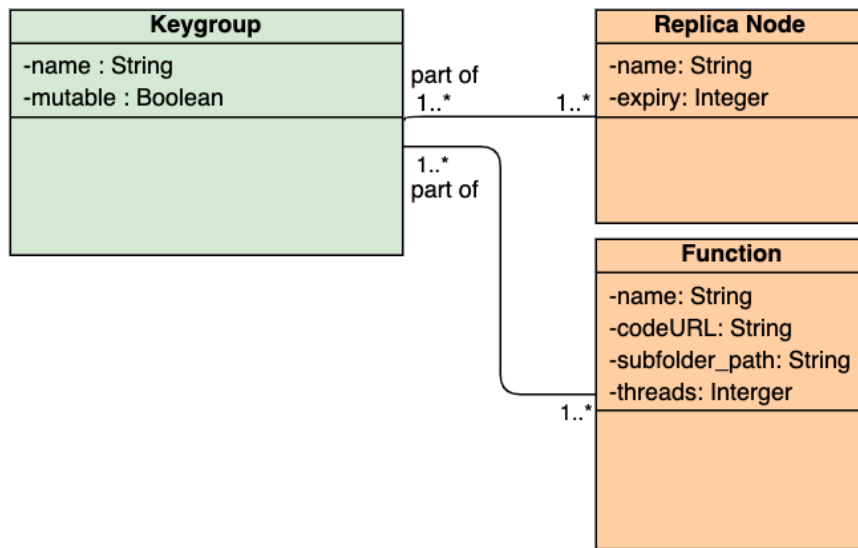 Keygroup
-name : String
-mutable : Boolean
part of
1..*
1..*
Replica Node
-name: String
-expiry: Integer
1..*
part of
1..*
Function
-name: String
-codeURL: String
-subfolder_path: String
-threads: Interger